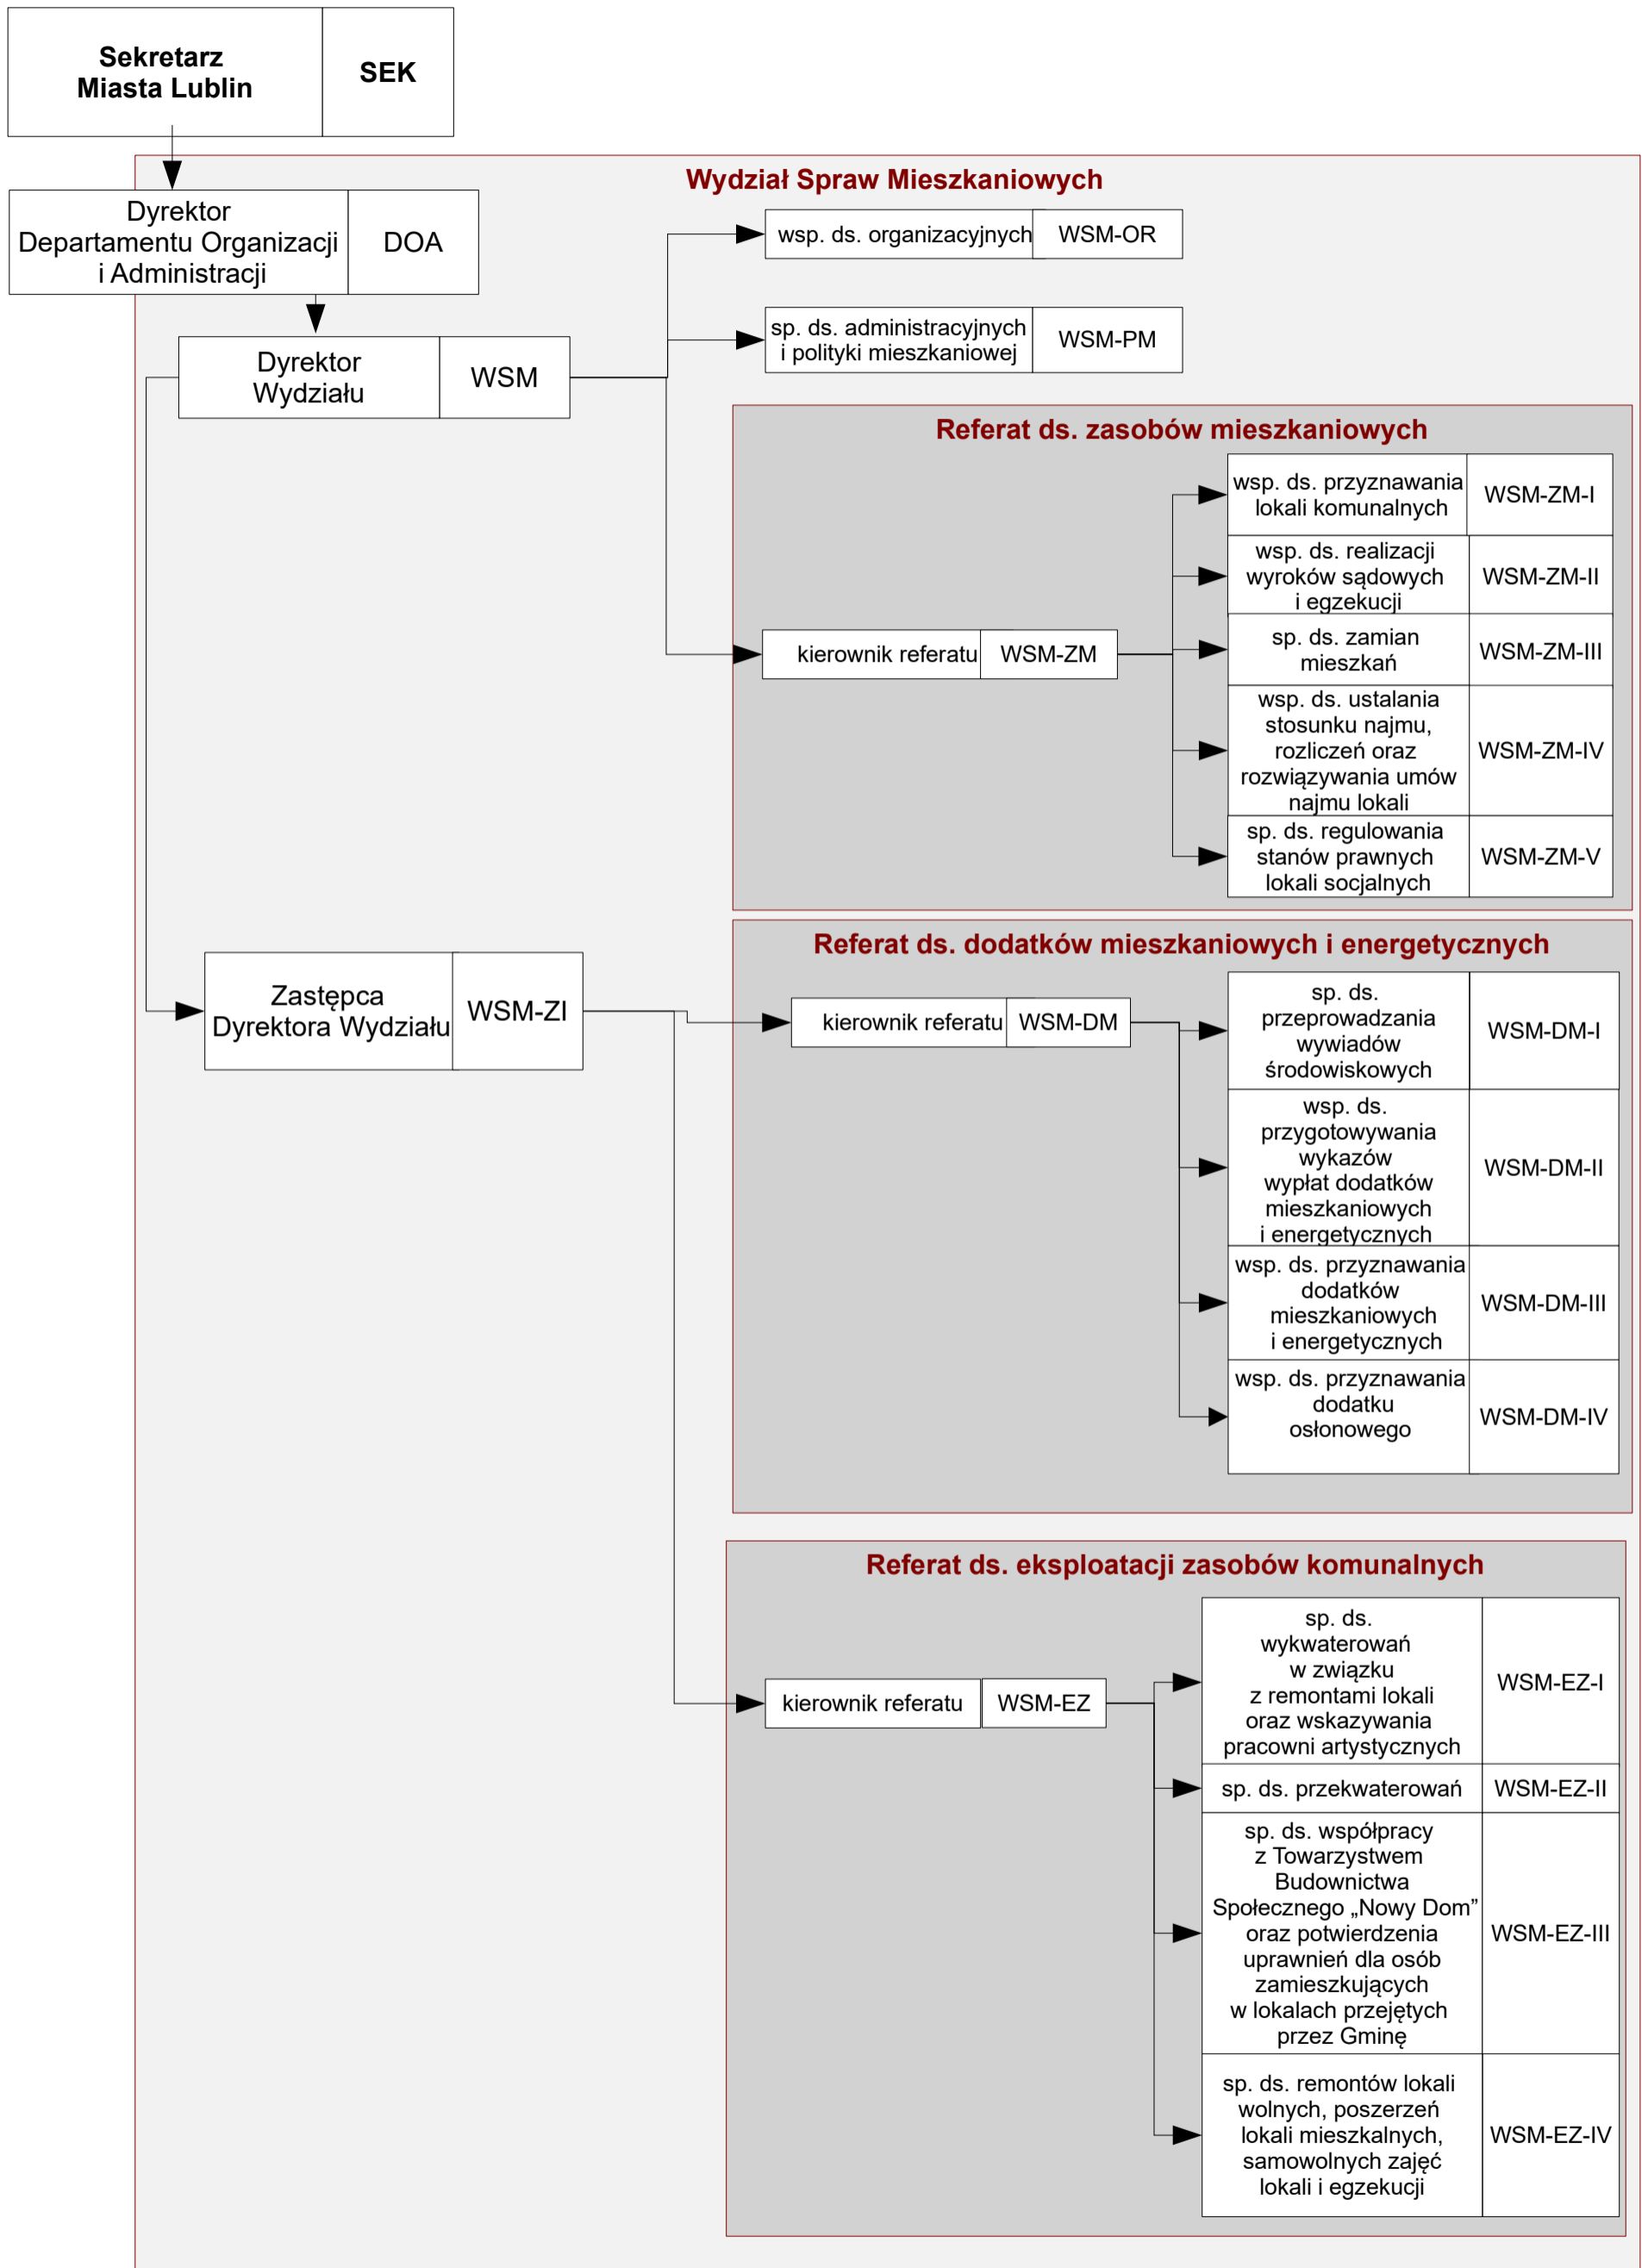 Sekretarz
Miasta Lublin
SEK
Wydział Spraw Mieszkaniowych
Dyrektor
Departamentu Organizacji
i Administracji
DOA
wsp. ds. organizacyjnych
WSM-OR
sp. ds. administracyjnych
i polityki mieszkaniowej
WSM-PM
Dyrektor
Wydziału
WSM
Referat ds. zasobów mieszkaniowych
wsp. ds. przyznawania
lokali komunalnych
WSM-ZM-I
wsp. ds. realizacji
wyroków sądowych
i egzekucji
WSM-ZM-II
kierownik referatu
WSM-ZM
sp. ds. zamian
mieszkań
WSM-ZM-III
wsp. ds. ustalania
stosunku najmu,
rozliczeń oraz
rozwiązywania umów
najmu lokali
WSM-ZM-IV
sp. ds. regulowania
stanów prawnych
lokali socjalnych
WSM-ZM-V
Referat ds. dodatków mieszkaniowych i energetycznych
Zastępca
Dyrektora Wydziału
WSM-ZI
kierownik referatu
WSM-DM
sp. ds.
przeprowadzania
wywiadów
środowiskowych
WSM-DM-I
wsp. ds.
przygotowywania
wykazów
wypłat dodatków
mieszkaniowych
i energetycznych
WSM-DM-II
wsp. ds. przyznawania
dodatków
mieszkaniowych
i energetycznych
WSM-DM-III
wsp. ds. przyznawania
dodatku
osłonowego
WSM-DM-IV
Referat ds. eksploatacji zasobów komunalnych
kierownik referatu
WSM-EZ
sp. ds.
wykwaterowań
w związku
z remontami lokali
oraz wskazywania
pracowni artystycznych
WSM-EZ-I
sp. ds. przekwaterowań
WSM-EZ-II
sp. ds. współpracy
z Towarzystwem
Budownictwa
Społecznego „Nowy Dom”
oraz potwierdzenia
uprawnień dla osób
zamieszkujących
w lokalach przejętych
przez Gminę
WSM-EZ-III
sp. ds. remontów lokali
wolnych, poszerzeń
lokali mieszkalnych,
samowolnych zajęć
lokali i egzekucji
WSM-EZ-IV